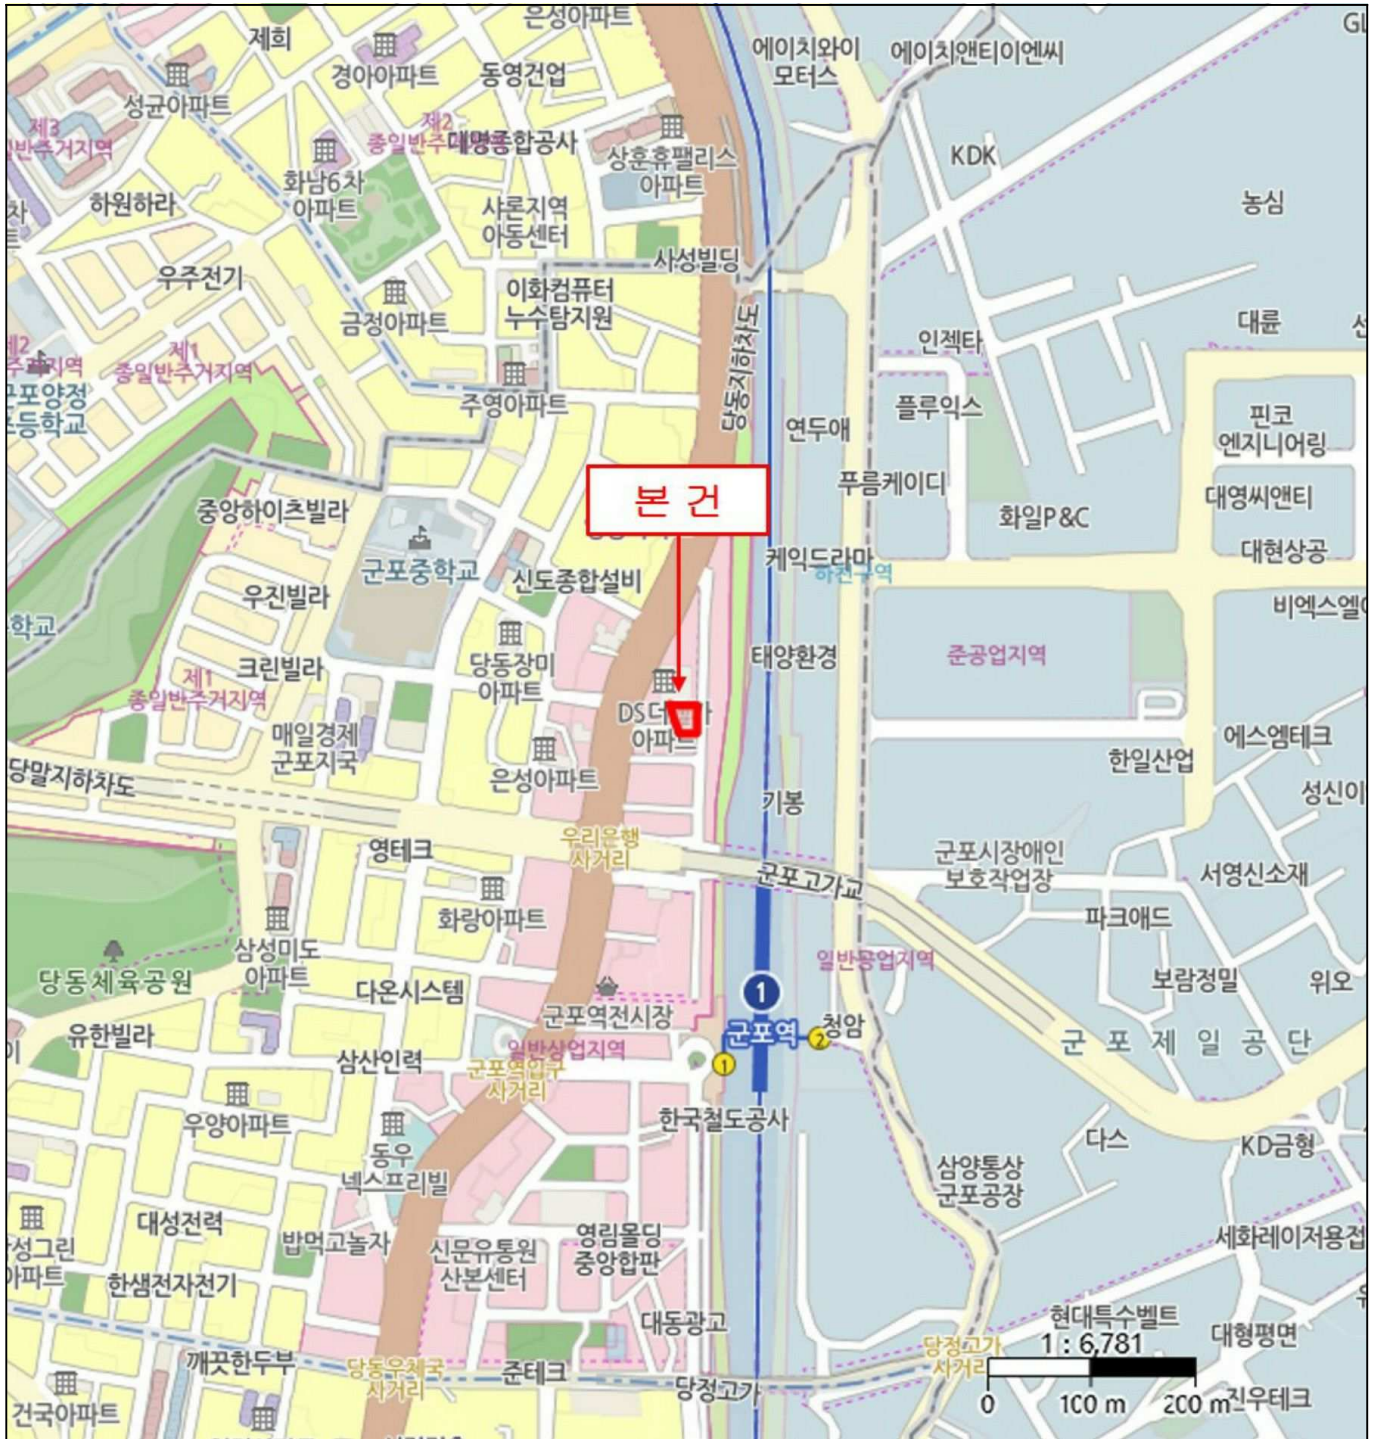 은성아파트
제희
에이치와이
모터스
에이치앤티이엔씨
경아아파트
동영건업
성균아파트
제3
제2
종일반주거지역
대명종합공사
상훈휴팰리스
아파트
KDK
화남6차
아파트
하원하라
샤론지역
아동센터
농심
사성빌딩
우주전기
이화컴퓨터
누수탐지원
금정아파트
당동지하차도
대륜
인젝타
제1
종일반주거지역
군포양정
초등학교
주영아파트
플루익스
연두애
핀코
엔지니어링
푸름케이디
본 건
대영씨앤티
중앙하이츠빌라
화일P&C
대현상공
케익드라마
하천구역
군포중학교
신도종합설비
우진빌라
비엑스엘
학교
당동장미
아파트
태양환경
준공업지역
크린빌라
제1
종일반주거지역
아파트
매일경제
군포지국
에스엠테크
한일산업
은성아파트
당말지하차도
기봉
성신이
우리은행
사거리
영테크
군포시장애인
보호작업장
군포고가교
서영신소재
화랑아파트
파크애드
삼성미도
아파트
일반공업지역
당동체육공원
다온시스템
보람정밀
위오
1
군포역전시장
유한빌라
군포역
청암
2
군 포 제 일 공 단
일반상업지역
삼산인력
군포역입구
사거리
1
우양아파트
한국철도공사
다스
KD금형
동우
넥스프리빌
삼양통상
군포공장
대성전력
밥먹고놀자
신문유통원
산본센터
영림몰딩
중앙합판
세화레이저용접
성그린
아파트
한샘전자전기
대동광고
현대특수벨트
1 : 6,781
대형평면
깨끗한두부
당동우체국
사거리
준테크
당정고가
당정고가
사거리
0
100 m
200 m
진우테크
건국아파트